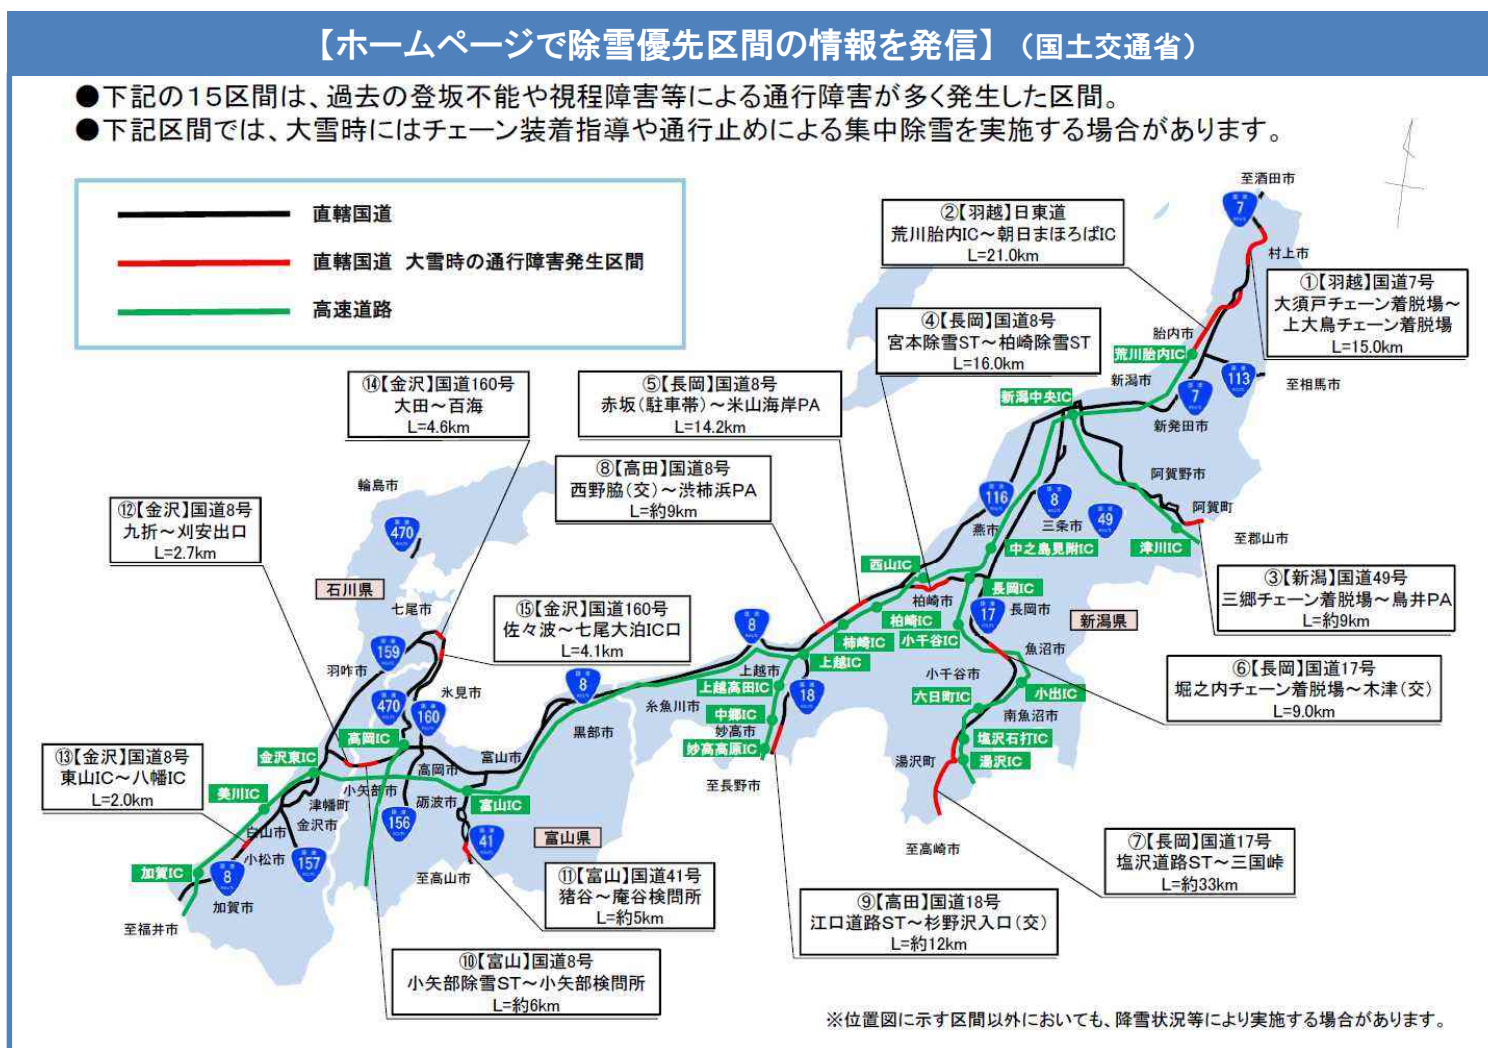 【ホームページで除雪優先区間の情報を発信】（国土交通省）
●下記の15区間は、過去の登坂不能や視程障害等による通行障害が多く発生した区間。
●下記区間では、大雪時にはチェーン装着指導や通行止めによる集中除雪を実施する場合があります。
直轄国道
直轄国道 大雪時の通行障害発生区間
高速道路
至酒田市
7
②【羽越】日東道
荒川胎内IC～朝日まほろばIC
L=21.0km
村上市
①【羽越】国道7号
大須戸チェーン着脱場～
上大鳥チェーン着脱場
L=15.0km
④【長岡】国道8号
宮本除雪ST～柏崎除雪ST
L=16.0km
胎内市
荒川胎内IC
新潟市
113
至相馬市
7
新潟中央IC
新発田市
⑭【金沢】国道160号
大田～百海
L=4.6km
⑤【長岡】国道8号
赤坂（駐車帯）～米山海岸PA
L=14.2km
⑧【高田】国道8号
西野脇（交）～渋柿浜PA
L=約9km
輪島市
470
⑫【金沢】国道8号
九折～刈安出口
L=2.7km
阿賀野市
阿賀町
116
8
49
三条市
燕市
中之島見附IC
津川IC
至郡山市
西山IC
③【新潟】国道49号
三郷チェーン着脱場～鳥井PA
L=約9km
石川県
七尾市
⑮【金沢】国道160号
佐々波～七尾大泊IC口
L=4.1km
柏崎市
長岡IC
柏崎IC
17
長岡市
新潟県
8
柿崎IC
小千谷IC
魚沼市
159
羽咋市
上越IC
上越市
上越高田IC
18
小千谷市
六日町IC
小出IC
⑥【長岡】国道17号
堀之内チェーン着脱場～木津（交）
L=9.0km
8
氷見市
470
160
糸魚川市
中郷IC
妙高市
妙高高原IC
南魚沼市
塩沢石打IC
湯沢町
湯沢IC
黒部市
高岡IC
富山市
至長野市
⑬【金沢】国道8号
東山IC～八幡IC
L=2.0km
金沢東IC
高岡市
美川IC
小矢部市
津幡町
砺波市
富山IC
金沢市
白山市
156
41
富山県
小松市
157
加賀IC
8
加賀市
至高山市
至福井市
至高崎市
⑦【長岡】国道17号
塩沢道路ST～三国峠
L=約33km
⑪【富山】国道41号
猪谷～庵谷検問所
L=約5km
⑨【高田】国道18号
江口道路ST～杉野沢入口（交）
L=約12km
⑩【富山】国道8号
小矢部除雪ST～小矢部検問所
L=約6km
※位置図に示す区間以外においても、降雪状況等により実施する場合があります。